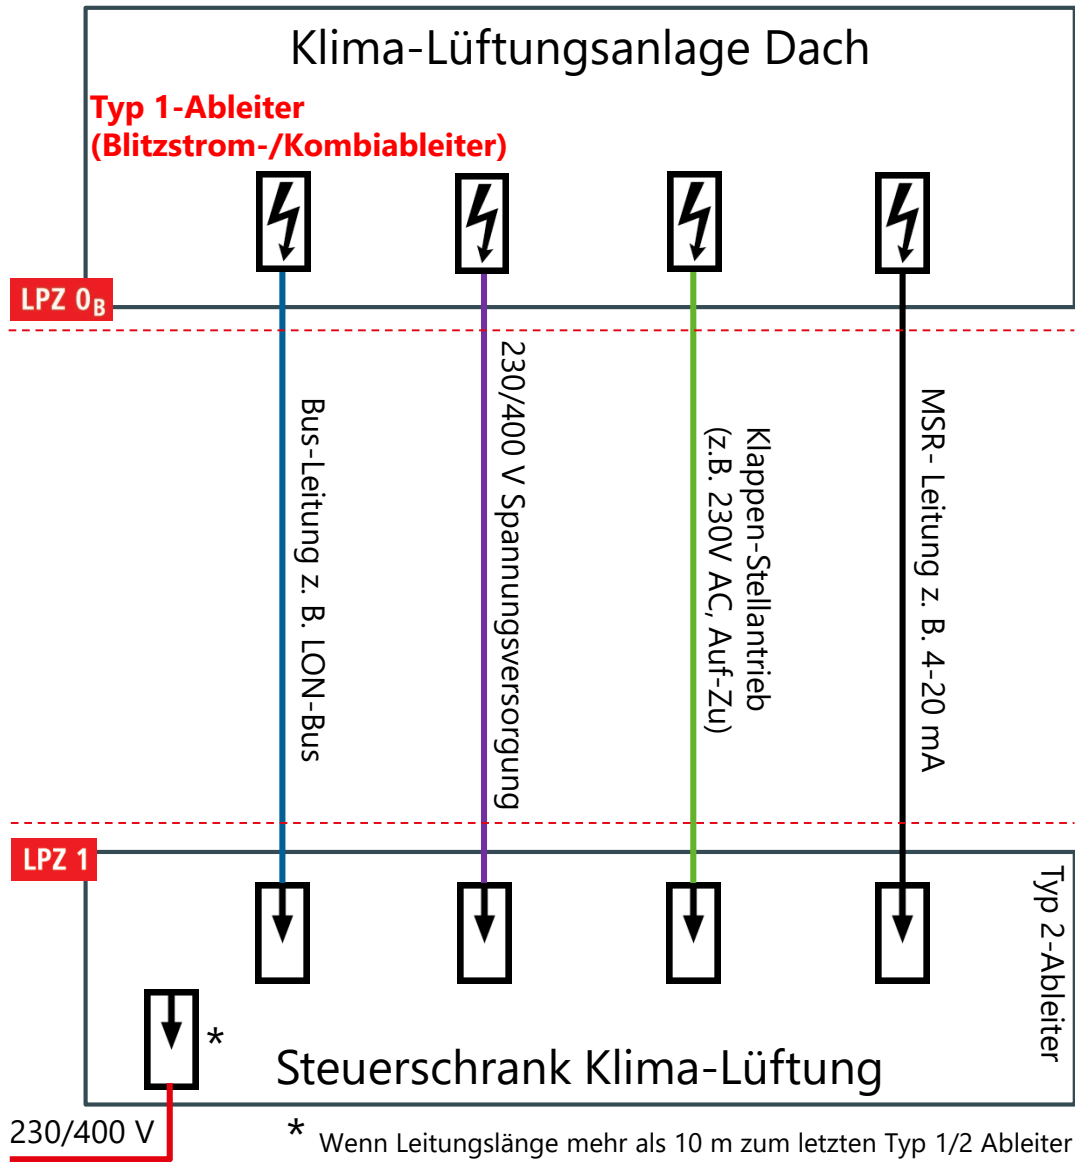 Klima-Lüftungsanlage Dach
Typ 1-Ableiter
(Blitzstrom-/Kombiableiter)
LPZ 0B
Bus-Leitung z. B. LON-Bus
230/400 V Spannungsversorgung
Klappen-Stellantrieb
(z.B. 230V AC, Auf-Zu)
MSR- Leitung z. B. 4-20 mA
LPZ 1
Typ 2-Ableiter
*
Steuerschrank Klima-Lüftung
230/400 V
* Wenn Leitungslänge mehr als 10 m zum letzten Typ 1/2 Ableiter